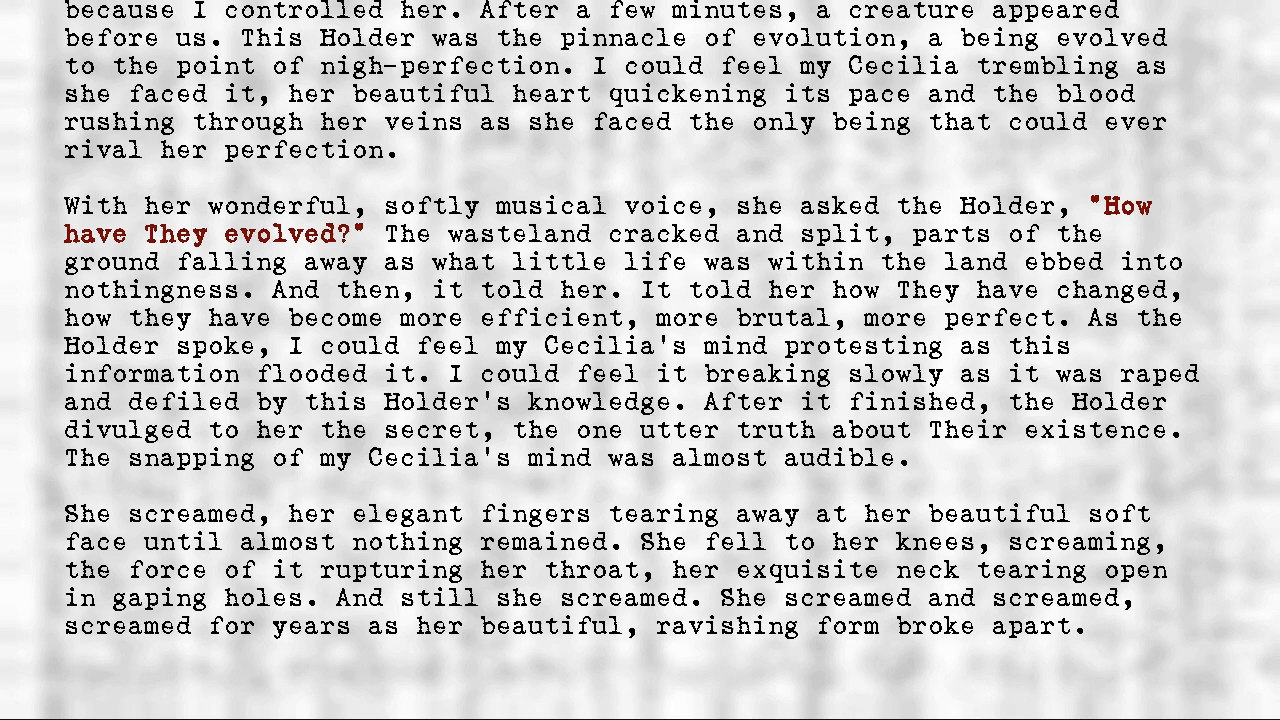 because I controlled her. After a few minutes, a creature appeared
before us. This Holder was the pinnacle of evolution, a being evolved
to the point of nigh-perfection. I could feel my Cecilia trembling as
she faced it, her beautiful heart quickening its pace and the blood
rushing through her veins as she faced the only being that could ever
rival her perfection.
With her wonderful, softly musical voice, she asked the Holder, "How
have They evolved?" The wasteland cracked and split, parts of the
ground falling away as what little life was within the land ebbed into
nothingness. And then, it told her. It told her how They have changed,
how they have become more efficient, more brutal, more perfect. As the
Holder spoke, I could feel my Cecilia's mind protesting as this
information flooded it. I could feel it breaking slowly as it was raped
and defiled by this Holder's knowledge. After it finished, the Holder
divulged to her the secret, the one utter truth about Their existence.
The snapping of my Cecilia's mind was almost audible.
She screamed, her elegant fingers tearing away at her beautiful soft
face until almost nothing remained. She fell to her knees, screaming,
the force of it rupturing her throat, her exquisite neck tearing open
in gaping holes. And still she screamed. She screamed and screamed,
screamed for years as her beautiful, ravishing form broke apart.